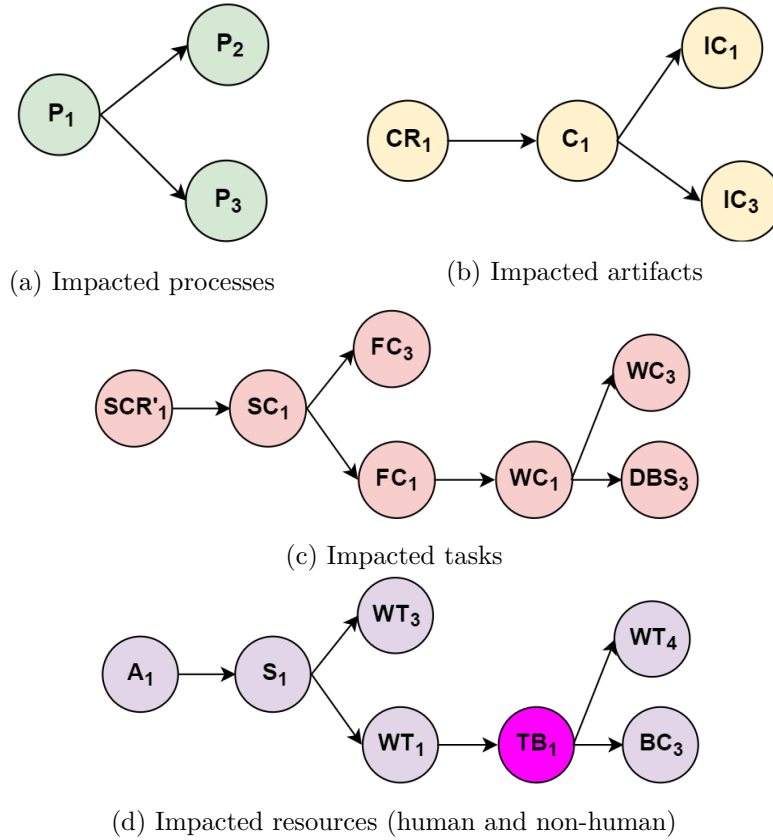 P₁
P₂
P₃
(a) Impacted processes
CR₁
C₁
IC₁
IC₃
(b) Impacted artifacts
SCR'₁
SC₁
FC₃
FC₁
WC₁
WC₃
DBS₃
(c) Impacted tasks
A₁
S₁
WT₃
WT₁
TB₁
WT₄
BC₃
(d) Impacted resources (human and non-human)